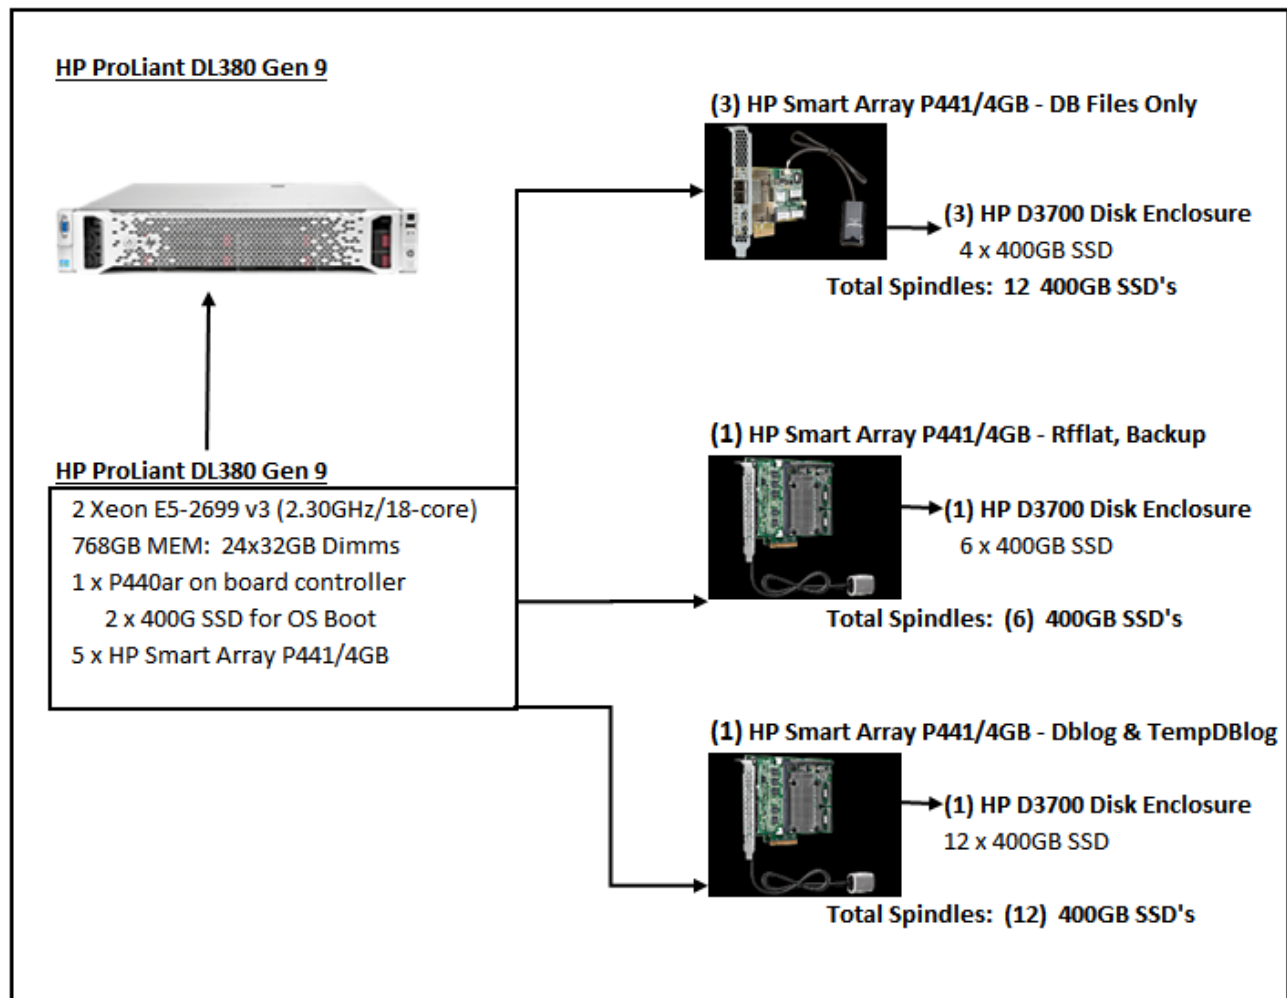 HP ProLiant DL380 Gen 9
(3) HP Smart Array P441/4GB - DB Files Only
(3) HP D3700 Disk Enclosure
4 x 400GB SSD
Total Spindles:  12  400GB SSD's
HP ProLiant DL380 Gen 9
2 Xeon E5-2699 v3 (2.30GHz/18-core)
768GB MEM:  24x32GB Dimms
1 x P440ar on board controller
2 x 400G SSD for OS Boot
5 x HP Smart Array P441/4GB
(1) HP Smart Array P441/4GB - Rfflat, Backup
(1) HP D3700 Disk Enclosure
6 x 400GB SSD
Total Spindles:  (6)  400GB SSD's
(1) HP Smart Array P441/4GB - Dblog & TempDBlog
(1) HP D3700 Disk Enclosure
12 x 400GB SSD
Total Spindles:  (12)  400GB SSD's